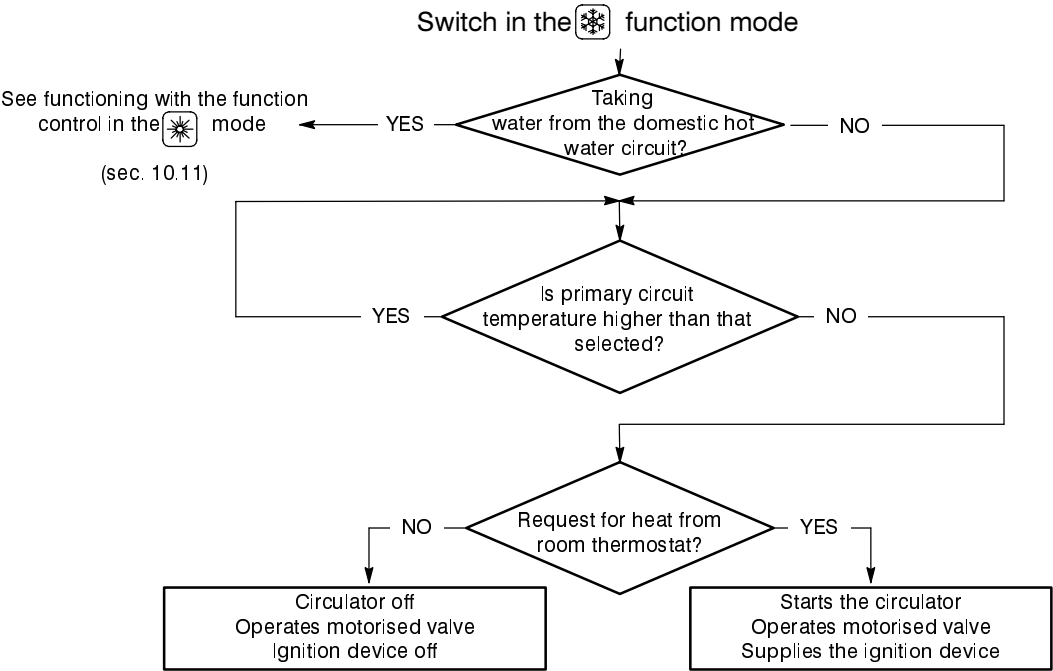 Switch in the function mode
Taking
water from the domestic hot
water circuit?
See functioning with the function
control in the mode
(sec. 10.11)
YES
NO
Is primary circuit
temperature higher than that
selected?
YES
NO
Request for heat from
room thermostat?
NO
YES
Circulator off
Operates motorised valve
Ignition device off
Starts the circulator
Operates motorised valve
Supplies the ignition device